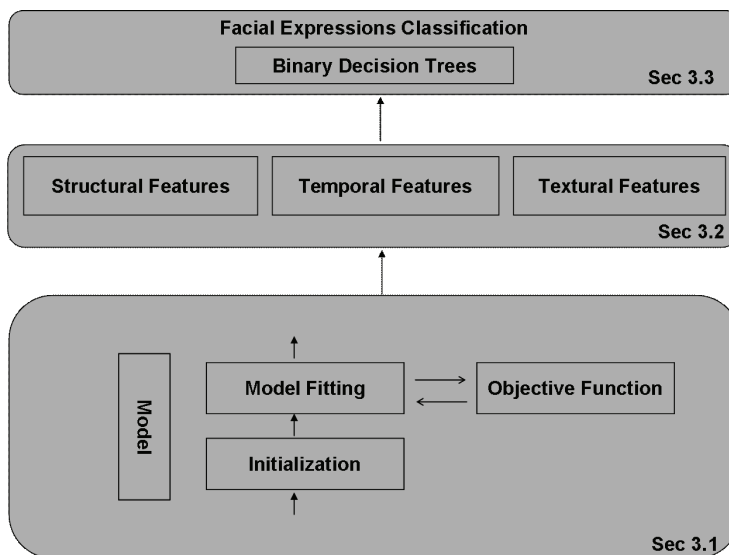 Facial Expressions Classification
Binary Decision Trees
Sec 3.3
Structural Features
Temporal Features
Textural Features
Sec 3.2
Model
Model Fitting
Objective Function
Initialization
Sec 3.1